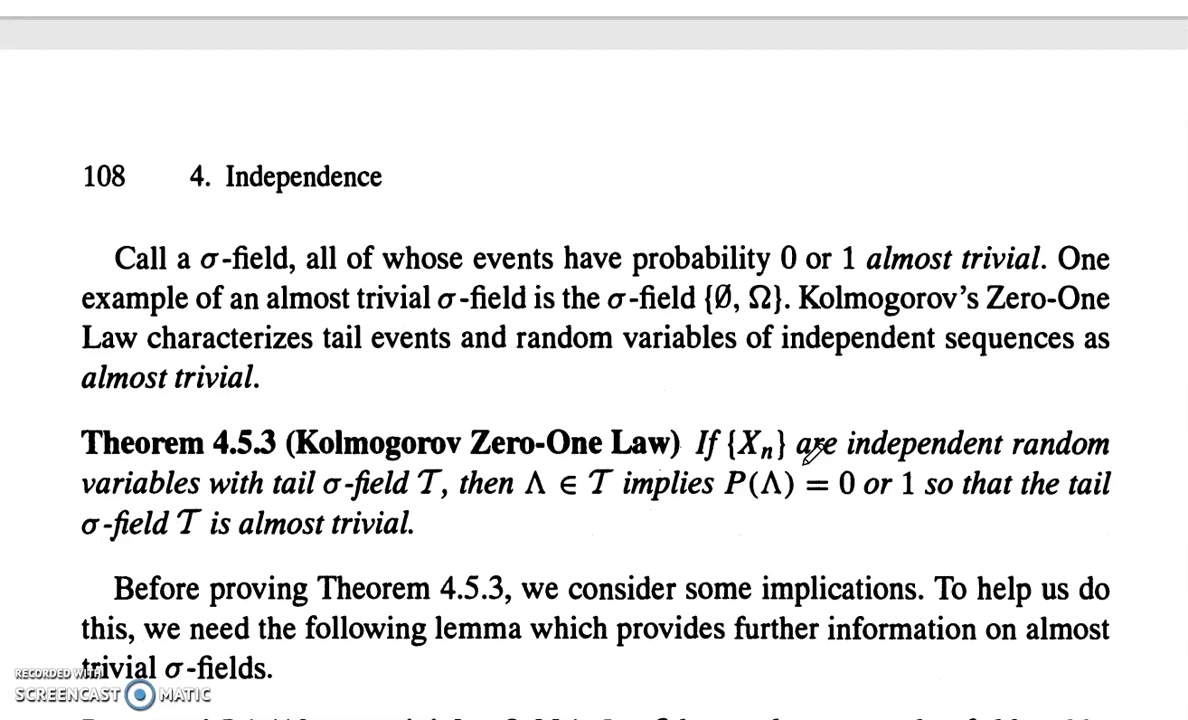 108 4. Independence
Call a σ-field, all of whose events have probability 0 or 1 almost trivial. One
example of an almost trivial σ-field is the σ-field {Ø, Ω}. Kolmogorov's Zero-One
Law characterizes tail events and random variables of independent sequences as
almost trivial.
Theorem 4.5.3 (Kolmogorov Zero-One Law) If {Xₙ} are independent random
variables with tail σ-field 𝒯, then Λ ∈ 𝒯 implies P(Λ) = 0 or 1 so that the tail
σ-field 𝒯 is almost trivial.
Before proving Theorem 4.5.3, we consider some implications. To help us do
this, we need the following lemma which provides further information on almost
trivial σ-fields.
RECORDED WITH
SCREENCAST MATIC